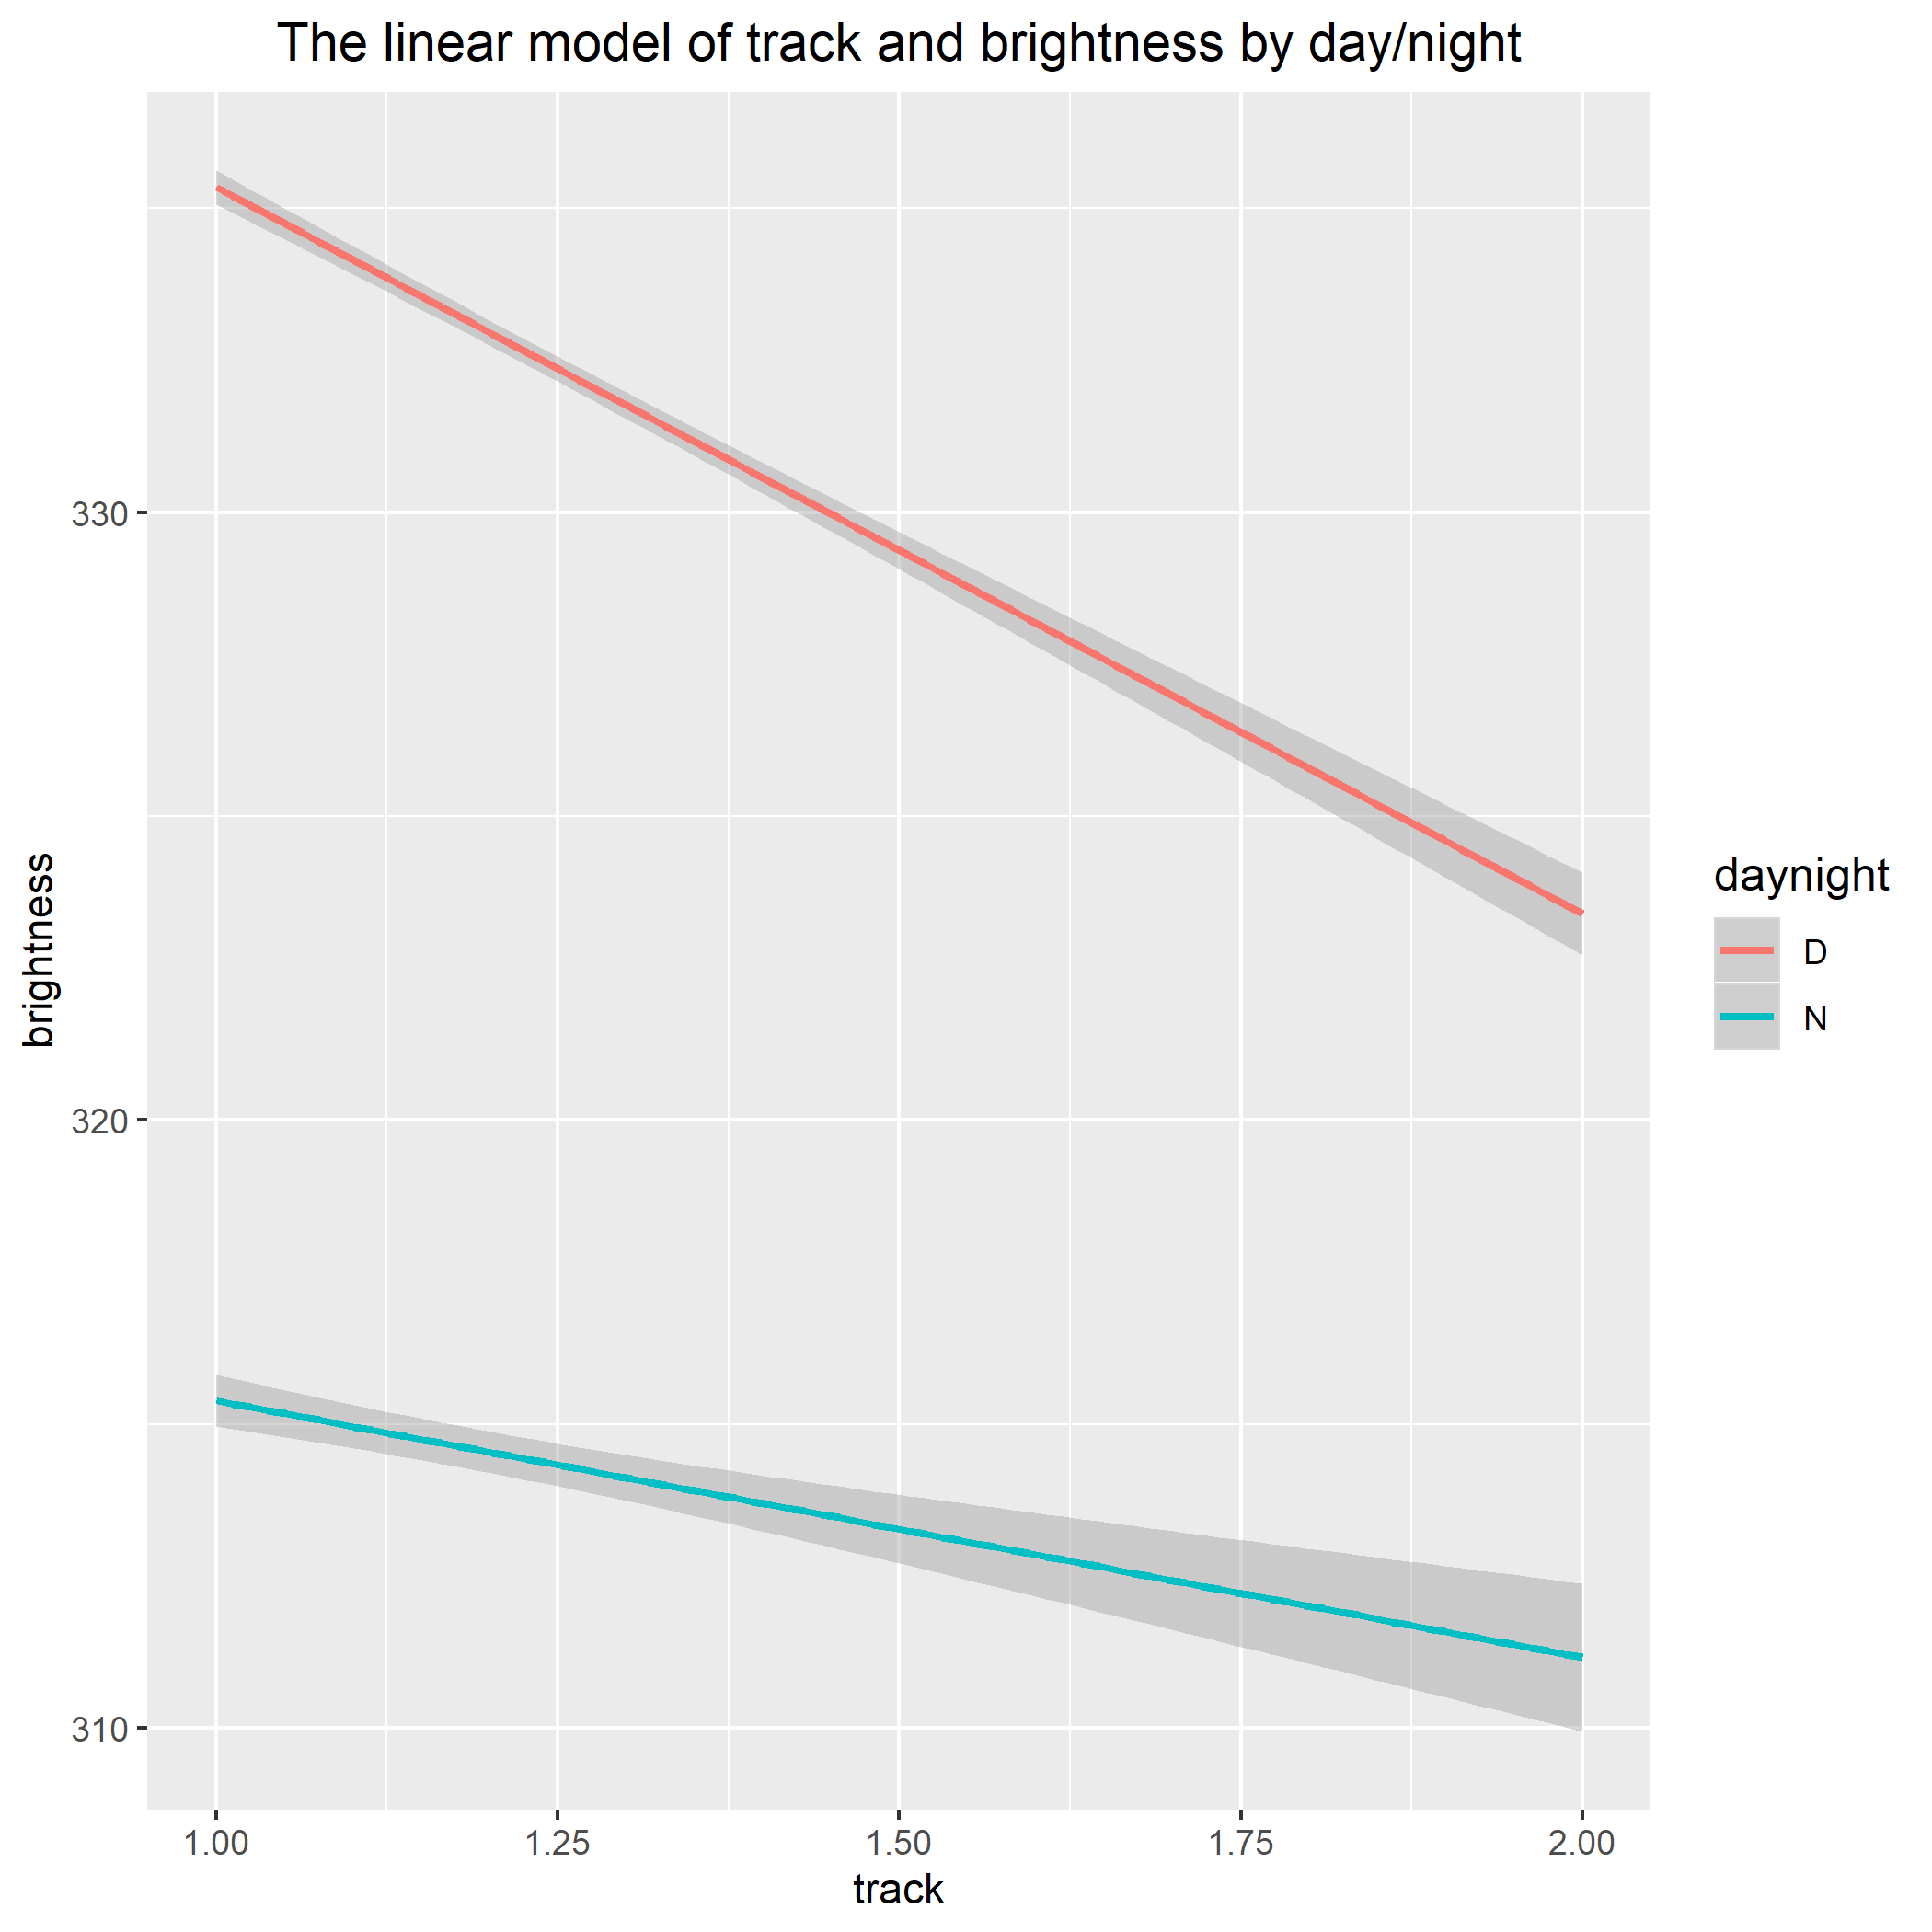 The linear model of track and brightness by day/night
brightness
330
320
310
1.00 1.25 1.50 1.75 2.00
track
daynight
D
N